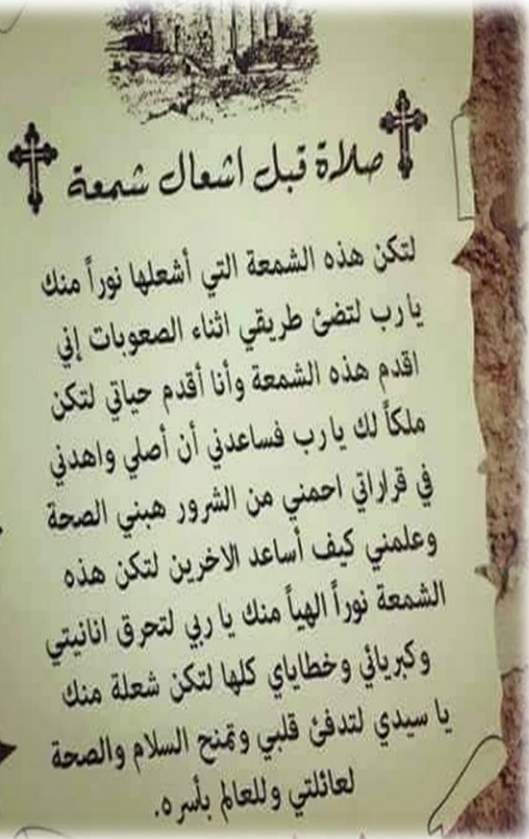 صلاة قبل اشعال شمعة
لتكن هذه الشمعة التي أشعلها نوراً منك
يا رب لتضئ طريقي اثناء الصعوبات إني
اقدم هذه الشمعة وأنا أقدم حياتي لتكن
ملكاً لك يا رب فساعدني أن أصلي واهدني
في قراراتي احمني من الشرور هبني الصحة
وعلمني كيف أساعد الاخرين لتكن هذه
الشمعة نوراً الهياً منك يا ربي لتحرق انانيتي
وكبريائي وخطاياي كلها لتكن شعلة منك
يا سيدي لتدفئ قلبي وتمنح السلام والصحة
لعائلتي وللعالم بأسره.